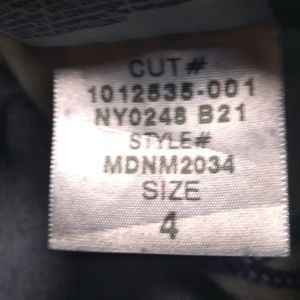 CUT#
1012535-001
NY0248 B21
STYLE#
MDNM2034
SIZE
4